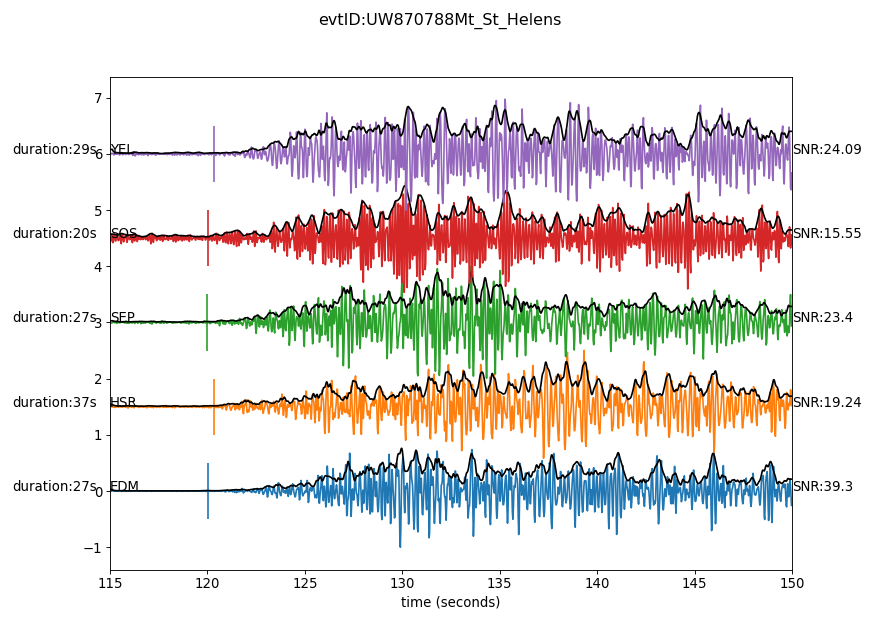 evtID:UW870788Mt_St_Helens
7
duration:29s YEL 6 SNR:24.09
5
duration:20s SOS SNR:15.55
4
duration:27s SEP 3 SNR:23.4
2
duration:37s HSR SNR:19.24
1
duration:27s EDM 0 SNR:39.3
−1
115 120 125 130 135 140 145 150
time (seconds)